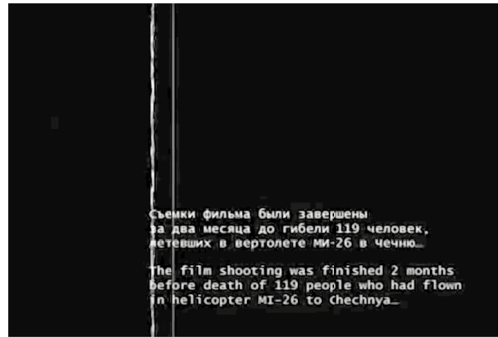 Съемки фильма были завершены
за два месяца до гибели 119 человек,
летевших в вертолете МИ-26 в чечню…
The film shooting was finished 2 months
before death of 119 people who had flown
in helicopter MI-26 to Chechnya…